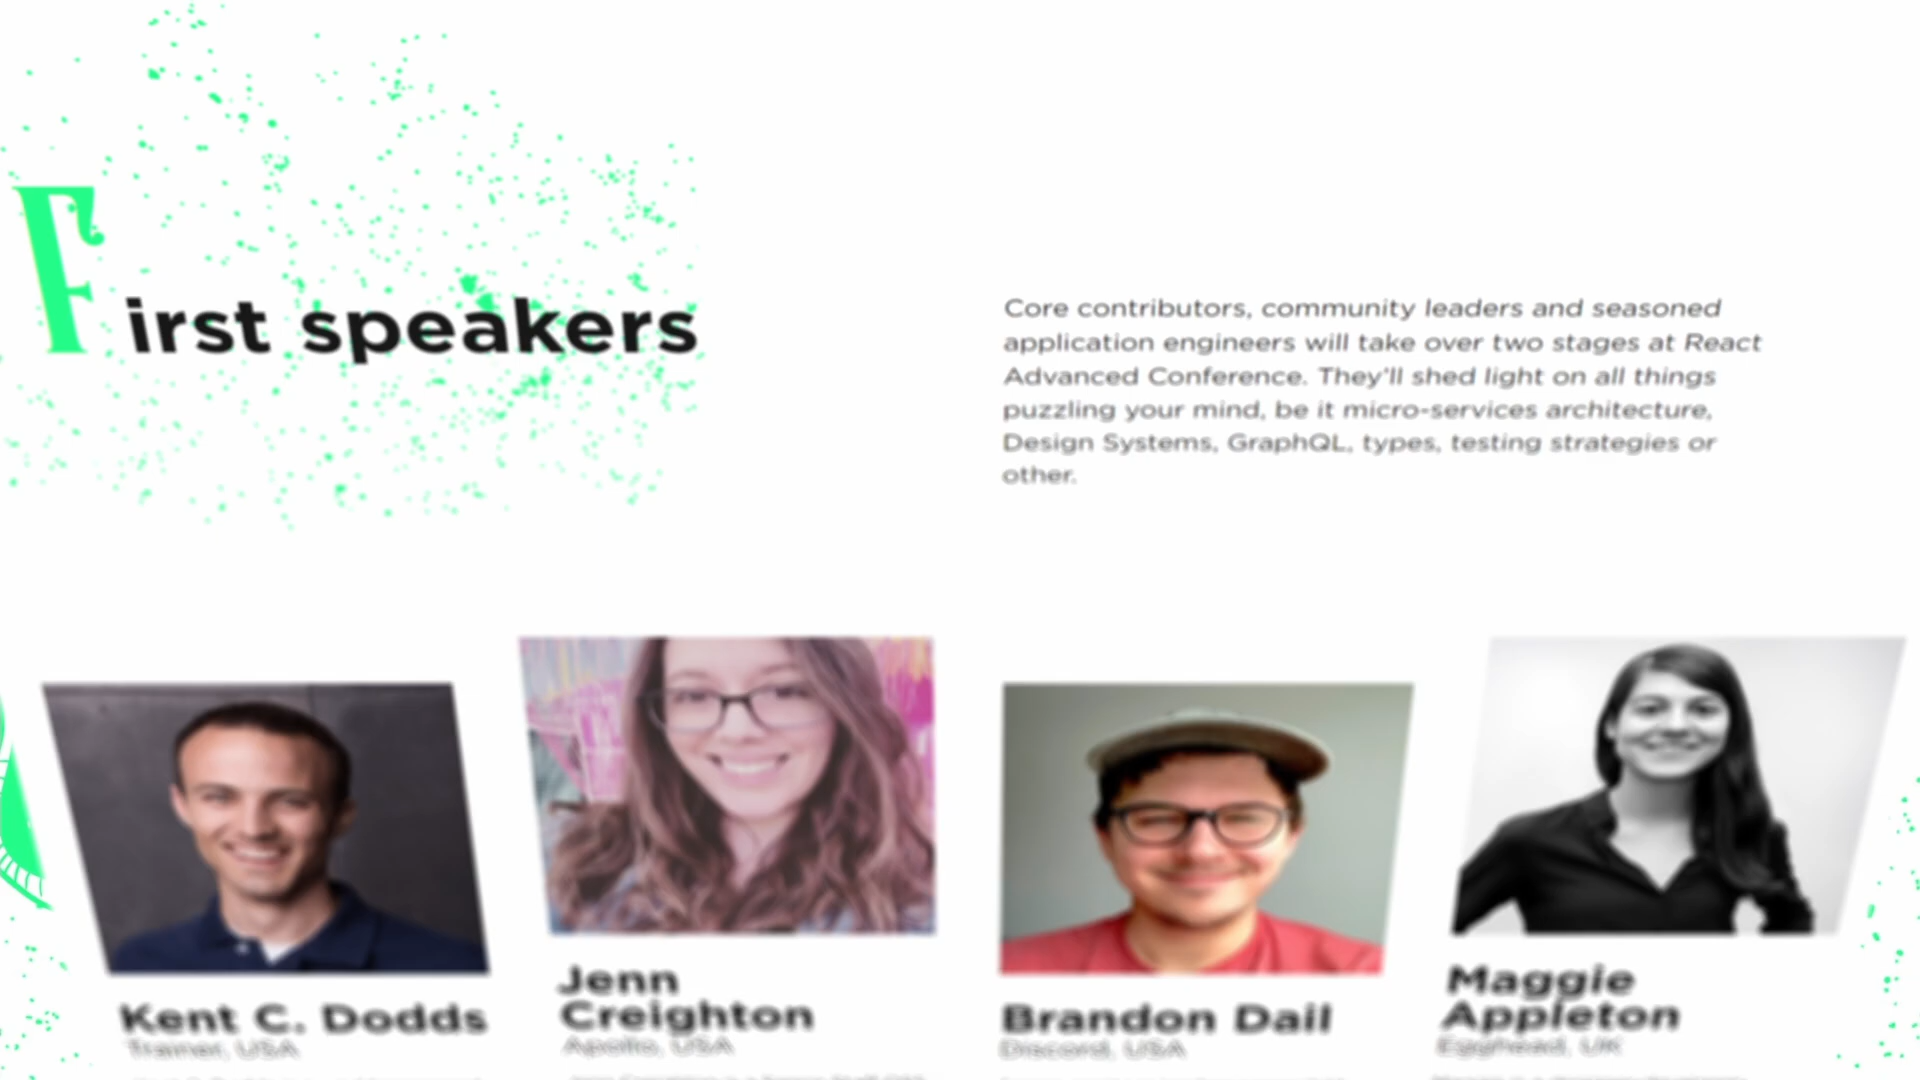 First speakers
Core contributors, community leaders and seasoned
application engineers will take over two stages at React
Advanced Conference. They'll shed light on all things
puzzling your mind, be it micro-services architecture,
Design Systems, GraphQL, types, testing strategies or
other.
Kent C. Dodds
Trainer, USA
Jenn
Creighton
Apollo, USA
Brandon Dail
Discord, USA
Maggie
Appleton
Egghead, UK